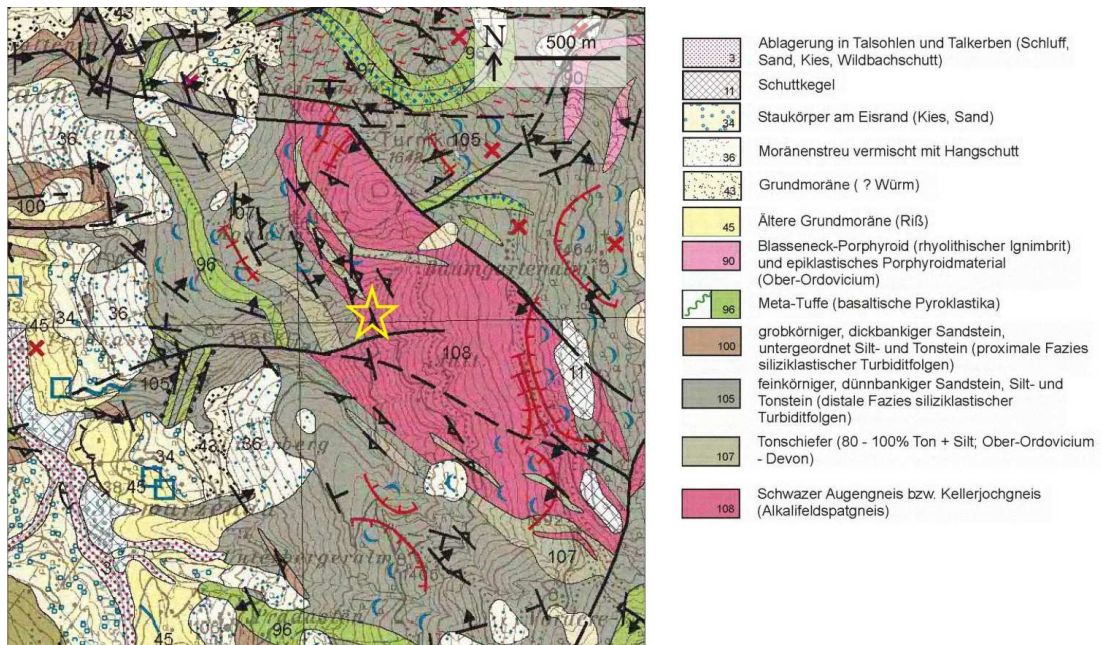 43
N
500 m
90
36
105
100
107
96
45
34
36
Baumgartenalm
108
11
105
43
36
34
45
107
96
45
3
Ablagerung in Talsohlen und Talkerben (Schluff,
Sand, Kies, Wildbachschutt)
11
Schuttkegel
34
Staukörper am Eisrand (Kies, Sand)
36
Moränenstreu vermischt mit Hangschutt
43
Grundmoräne ( ? Würm)
45
Ältere Grundmoräne (Riß)
90
Blasseneck-Porphyroid (rhyolithischer Ignimbrit)
und epiklastisches Porphyroidmaterial
(Ober-Ordovicium)
96
Meta-Tuffe (basaltische Pyroklastika)
100
grobkörniger, dickbankiger Sandstein,
untergeordnet Silt- und Tonstein (proximale Fazies
siliziklastischer Turbiditfolgen)
105
feinkörniger, dünnbankiger Sandstein, Silt- und
Tonstein (distale Fazies siliziklastischer
Turbiditfolgen)
107
Tonschiefer (80 - 100% Ton + Silt; Ober-Ordovicium
- Devon)
108
Schwazer Augengneis bzw. Kellerjochgneis
(Alkalifeldspatgneis)